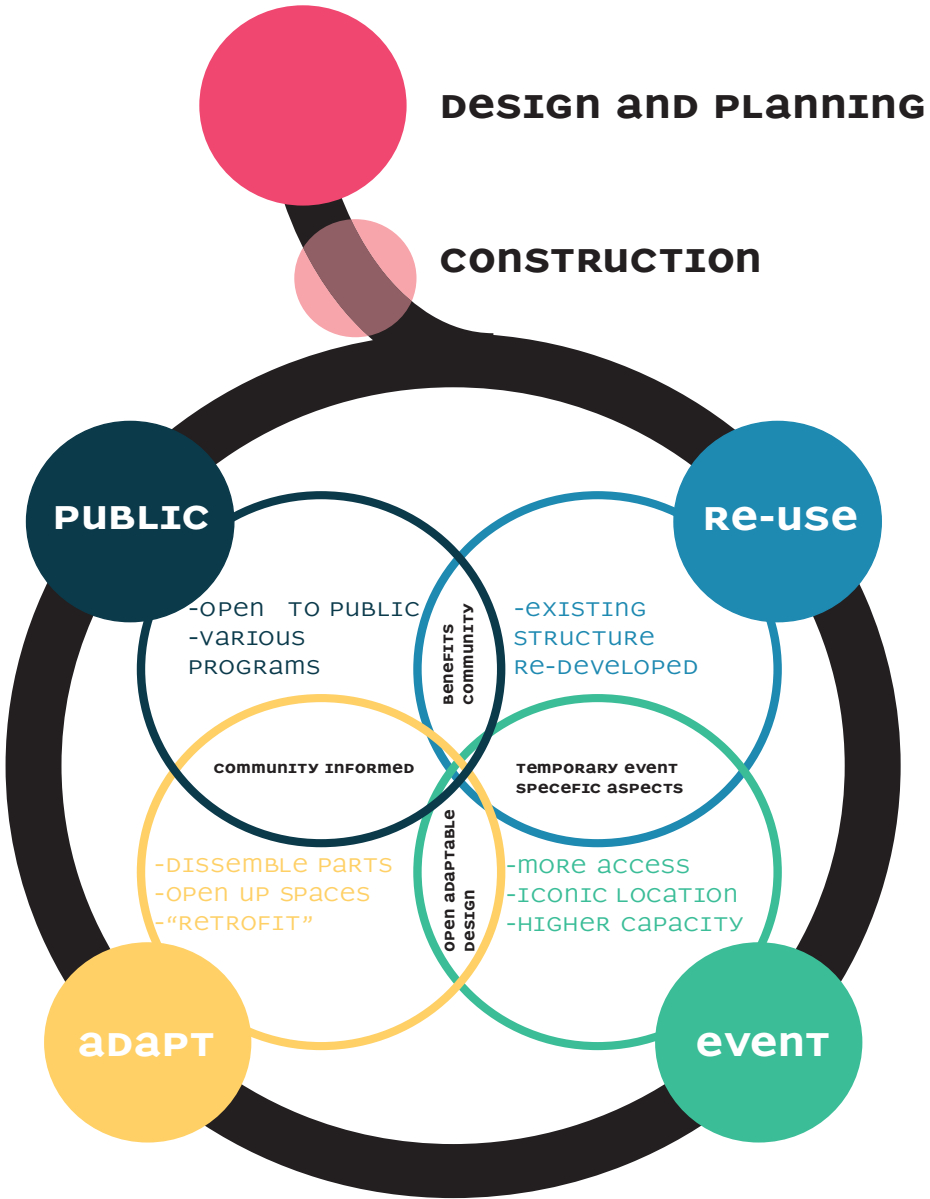 Design and Planning
Construction
Public
Re-use
-Open to Public
-Various
Programs
Benefits
Community
-Existing
Structure
Re-Developed
Community Informed
Temporary Event
Specefic Aspects
-Dissemble Parts
-Open up Spaces
-“Retrofit”
Open Adaptable
Design
-More Access
-Iconic Location
-Higher Capacity
Adapt
Event